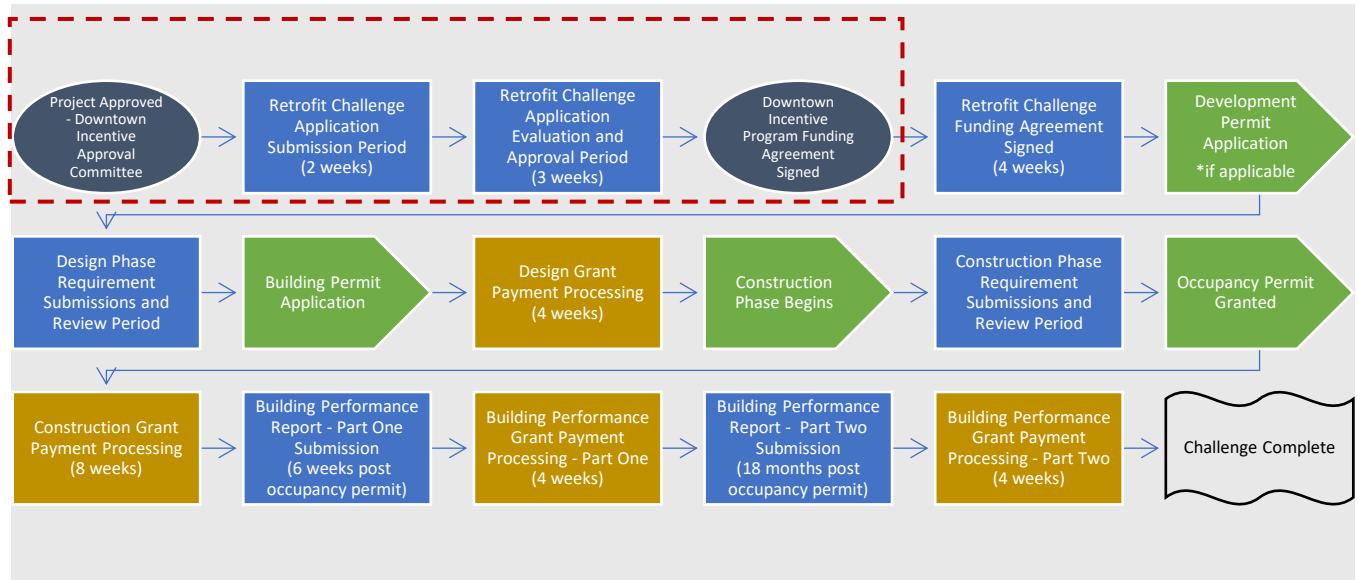 Project Approved
- Downtown
Incentive
Approval
Committee
Retrofit Challenge
Application
Submission Period
(2 weeks)
Retrofit Challenge
Application
Evaluation and
Approval Period
(3 weeks)
Downtown
Incentive
Program Funding
Agreement
Signed
Retrofit Challenge
Funding Agreement
Signed
(4 weeks)
Development
Permit
Application
*if applicable
Design Phase
Requirement
Submissions and
Review Period
Building Permit
Application
Design Grant
Payment Processing
(4 weeks)
Construction
Phase Begins
Construction Phase
Requirement
Submissions and
Review Period
Occupancy Permit
Granted
Construction Grant
Payment Processing
(8 weeks)
Building Performance
Report - Part One
Submission
(6 weeks post
occupancy permit)
Building Performance
Grant Payment
Processing - Part One
(4 weeks)
Building Performance
Report - Part Two
Submission
(18 months post
occupancy permit)
Building Performance
Grant Payment
Processing - Part Two
(4 weeks)
Challenge Complete